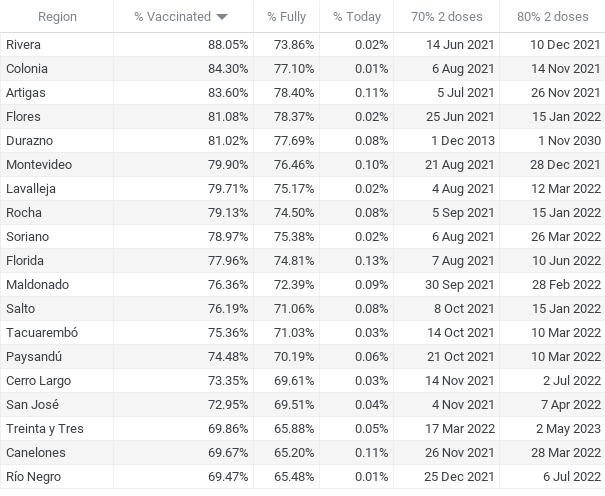 Region % Vaccinated % Fully % Today 70% 2 doses 80% 2 doses
Rivera 88.05% 73.86% 0.02% 14 Jun 2021 10 Dec 2021
Colonia 84.30% 77.10% 0.01% 6 Aug 2021 14 Nov 2021
Artigas 83.60% 78.40% 0.11% 5 Jul 2021 26 Nov 2021
Flores 81.08% 78.37% 0.02% 25 Jun 2021 15 Jan 2022
Durazno 81.02% 77.69% 0.08% 1 Dec 2013 1 Nov 2030
Montevideo 79.90% 76.46% 0.10% 21 Aug 2021 28 Dec 2021
Lavalleja 79.71% 75.17% 0.02% 4 Aug 2021 12 Mar 2022
Rocha 79.13% 74.50% 0.08% 5 Sep 2021 15 Jan 2022
Soriano 78.97% 75.38% 0.02% 6 Aug 2021 26 Mar 2022
Florida 77.96% 74.81% 0.13% 7 Aug 2021 10 Jun 2022
Maldonado 76.36% 72.39% 0.09% 30 Sep 2021 28 Feb 2022
Salto 76.19% 71.06% 0.08% 8 Oct 2021 15 Jan 2022
Tacuarembó 75.36% 71.03% 0.03% 14 Oct 2021 10 Mar 2022
Paysandú 74.48% 70.19% 0.06% 21 Oct 2021 10 Mar 2022
Cerro Largo 73.35% 69.61% 0.03% 14 Nov 2021 2 Jul 2022
San José 72.95% 69.51% 0.04% 4 Nov 2021 7 Apr 2022
Treinta y Tres 69.86% 65.88% 0.05% 17 Mar 2022 2 May 2023
Canelones 69.67% 65.20% 0.11% 26 Nov 2021 28 Mar 2022
Río Negro 69.47% 65.48% 0.01% 25 Dec 2021 6 Jul 2022